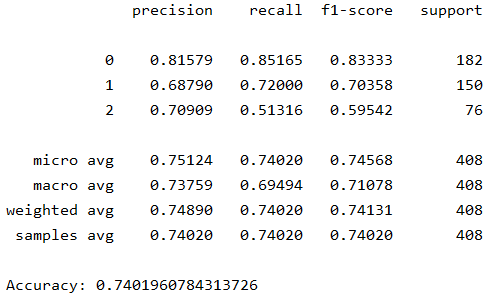 precision recall f1-score support
0 0.81579 0.85165 0.83333 182
1 0.68790 0.72000 0.70358 150
2 0.70909 0.51316 0.59542 76
micro avg 0.75124 0.74020 0.74568 408
macro avg 0.73759 0.69494 0.71078 408
weighted avg 0.74890 0.74020 0.74131 408
samples avg 0.74020 0.74020 0.74020 408
Accuracy: 0.7401960784313726